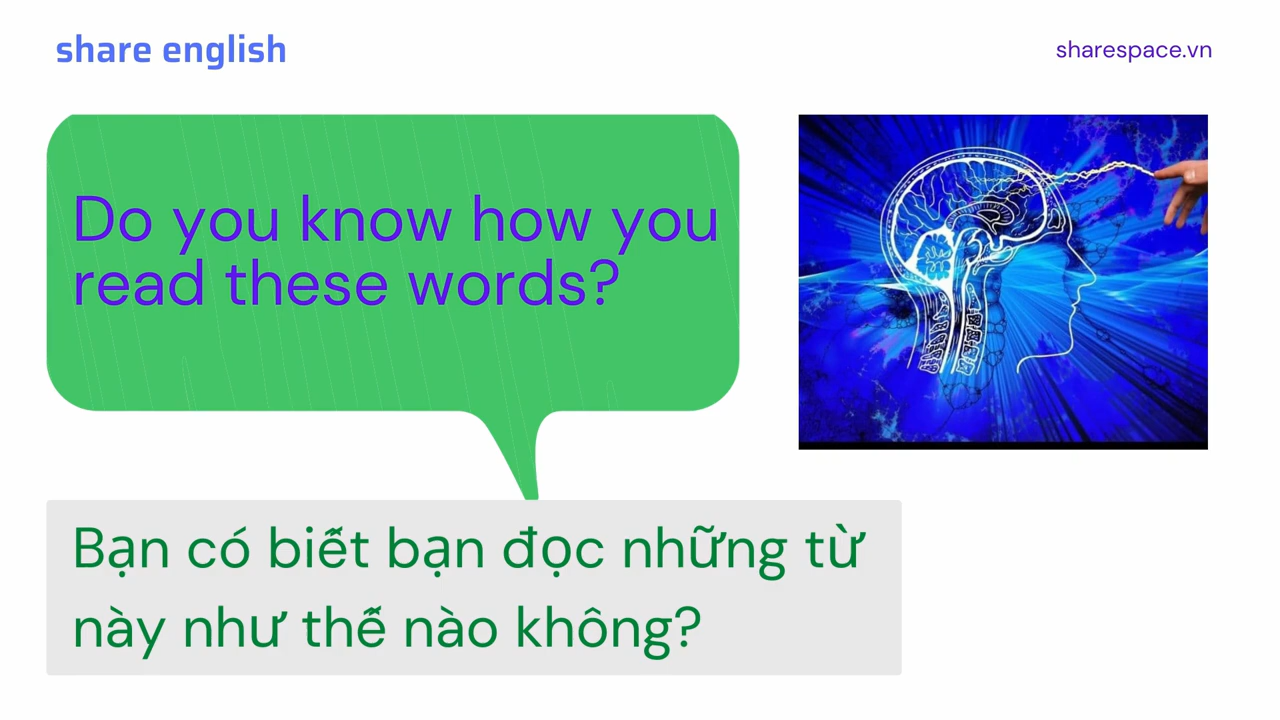 share english
sharespace.vn
Do you know how you
read these words?
Bạn có biết bạn đọc những từ
này như thế nào không?